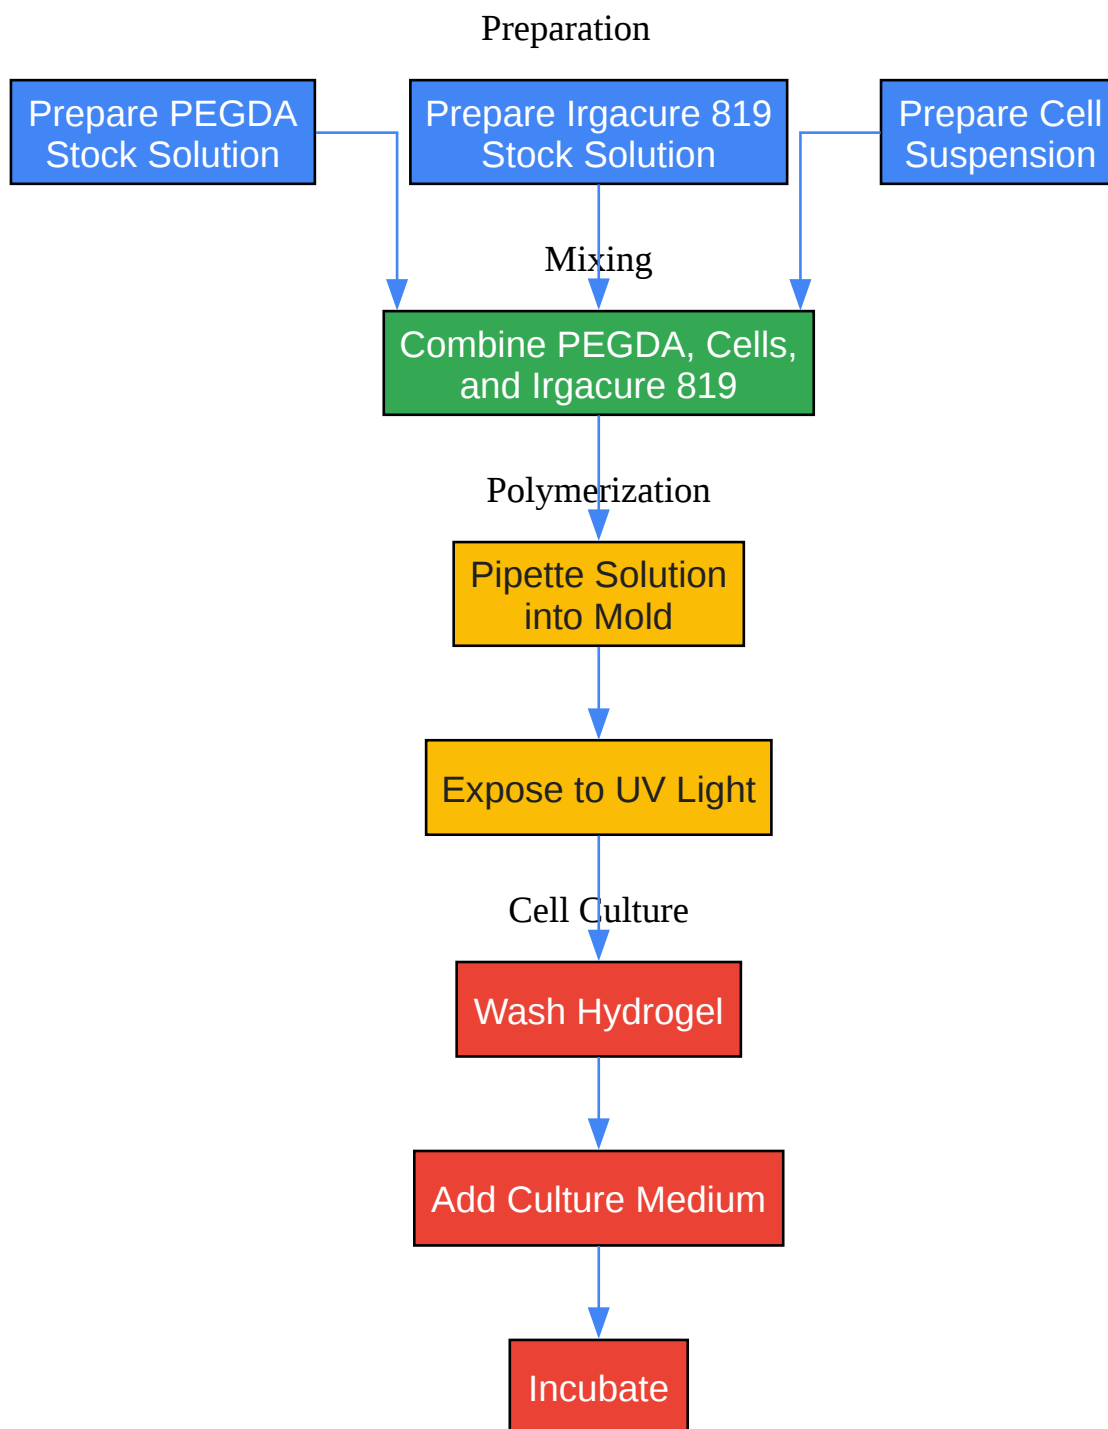 Preparation
Prepare PEGDA
Stock Solution
Prepare Irgacure 819
Stock Solution
Prepare Cell
Suspension
Mixing
Combine PEGDA, Cells,
and Irgacure 819
Polymerization
Pipette Solution
into Mold
Expose to UV Light
Cell Culture
Wash Hydrogel
Add Culture Medium
Incubate